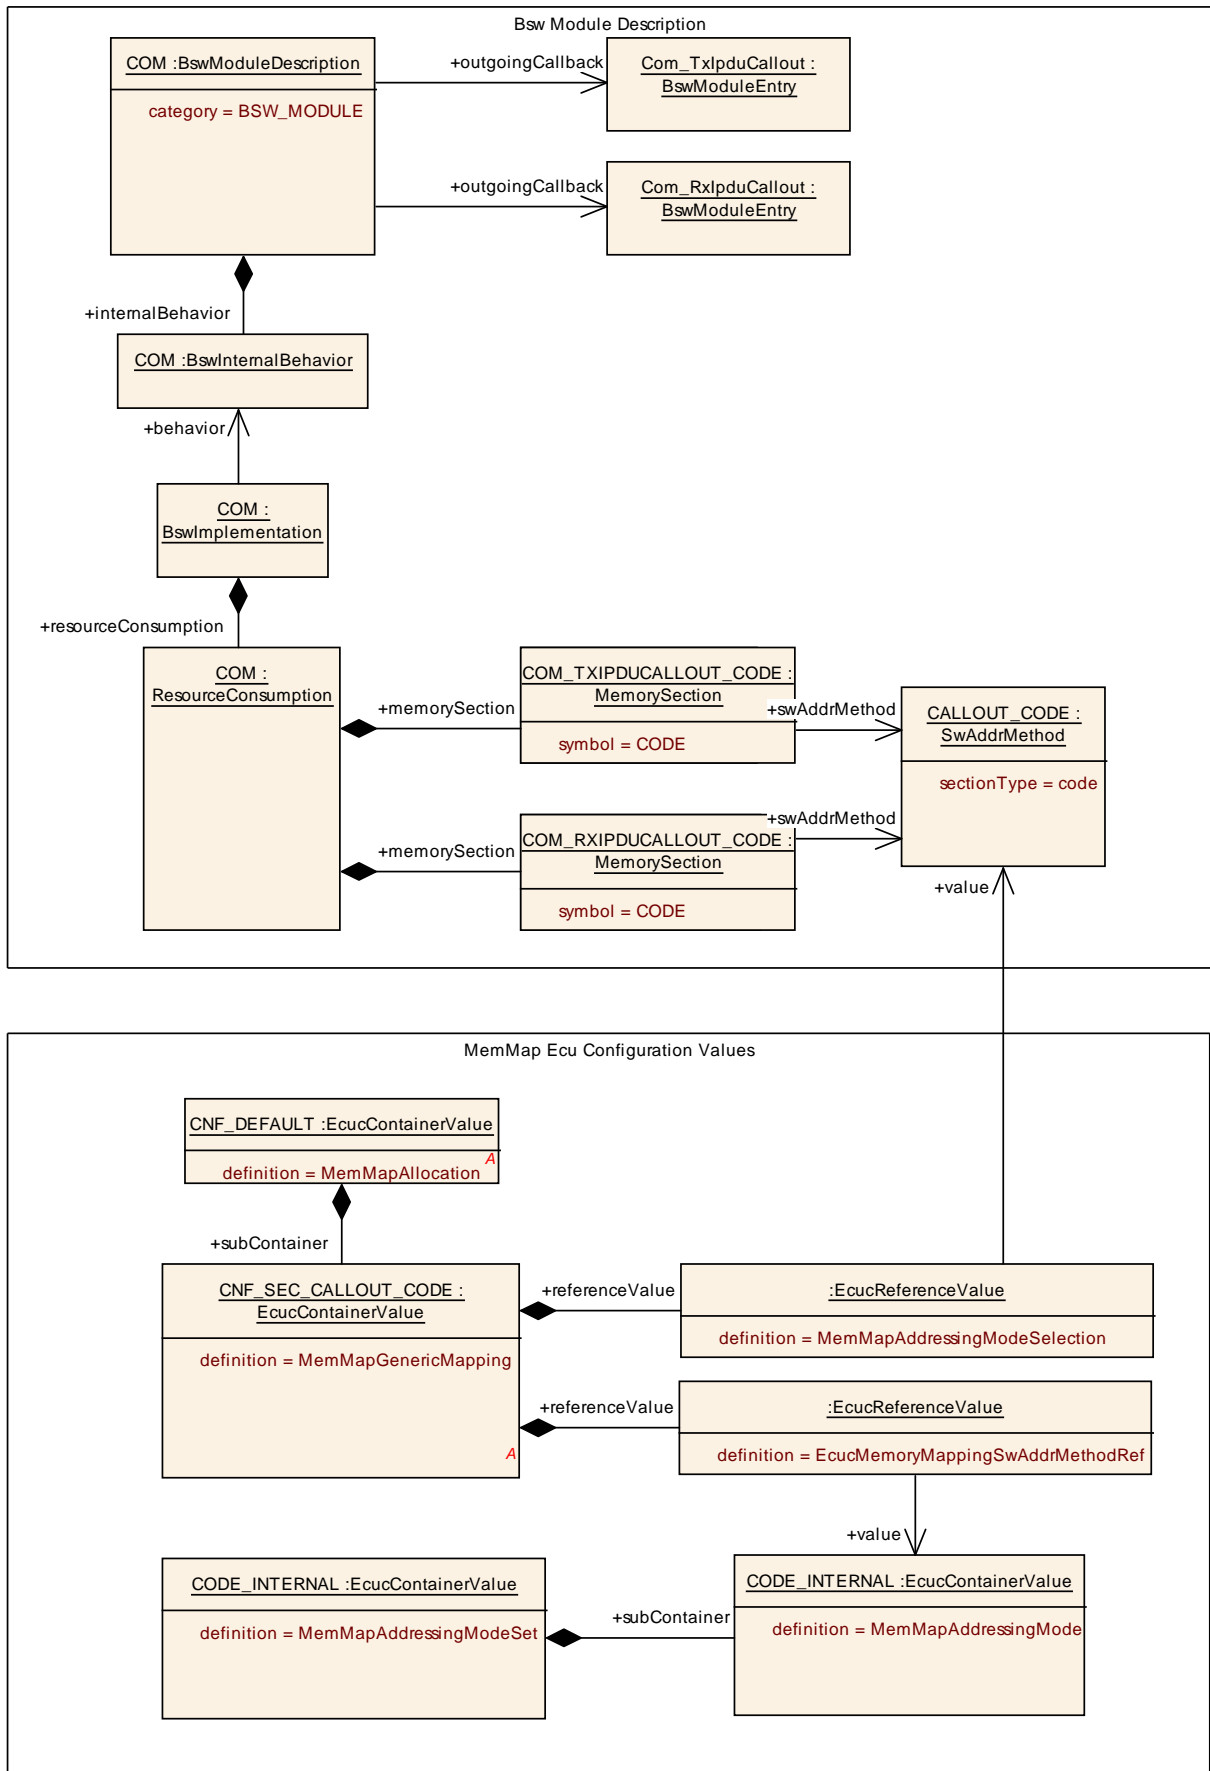 Bsw Module Description
COM :BswModuleDescription
category = BSW_MODULE
+outgoingCallback
Com_TxIpduCallout :
BswModuleEntry
+outgoingCallback
Com_RxIpduCallout :
BswModuleEntry
+internalBehavior
COM :BswInternalBehavior
+behavior
COM :
BswImplementation
+resourceConsumption
COM :
ResourceConsumption
+memorySection
COM_TXIPDUCALLOUT_CODE :
MemorySection
symbol = CODE
+swAddrMethod
CALLOUT_CODE :
SwAddrMethod
sectionType = code
+memorySection
COM_RXIPDUCALLOUT_CODE :
MemorySection
symbol = CODE
+swAddrMethod
+value
MemMap Ecu Configuration Values
CNF_DEFAULT :EcucContainerValue
A
definition = MemMapAllocation
+subContainer
CNF_SEC_CALLOUT_CODE :
EcucContainerValue
definition = MemMapGenericMapping
A
+referenceValue
:EcucReferenceValue
definition = MemMapAddressingModeSelection
+referenceValue
:EcucReferenceValue
definition = EcucMemoryMappingSwAddrMethodRef
+value
CODE_INTERNAL :EcucContainerValue
definition = MemMapAddressingModeSet
+subContainer
CODE_INTERNAL :EcucContainerValue
definition = MemMapAddressingMode